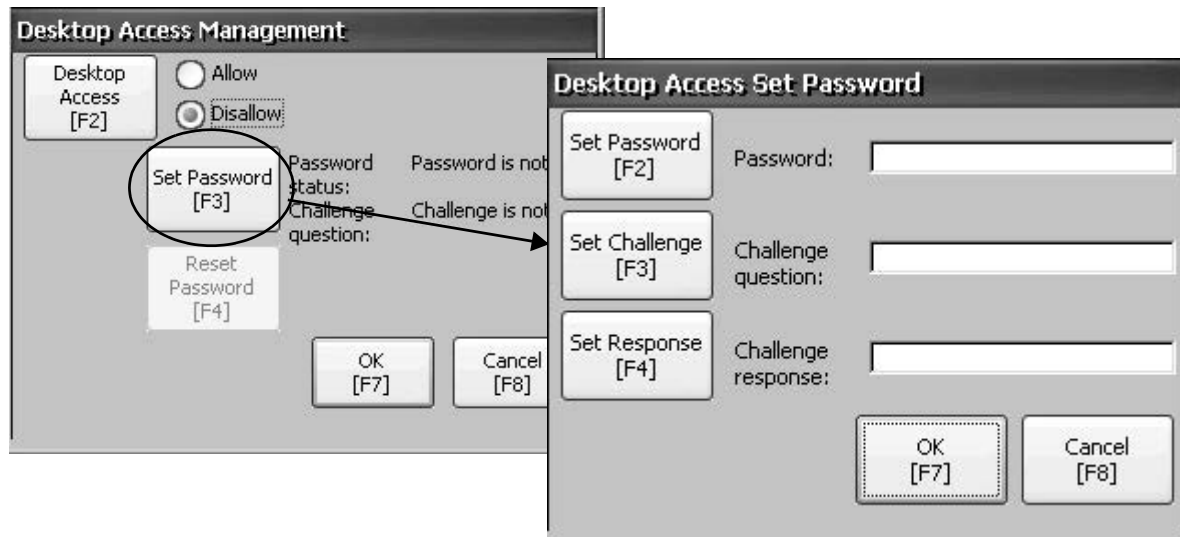 Desktop Access Management
Desktop
Access
[F2]
Allow
Disallow
Set Password
[F3]
Password
status:
Password is not
Challenge
question:
Challenge is not
Reset
Password
[F4]
OK
[F7]
Cancel
[F8]
Desktop Access Set Password
Set Password
[F2]
Password:
Set Challenge
[F3]
Challenge
question:
Set Response
[F4]
Challenge
response:
OK
[F7]
Cancel
[F8]